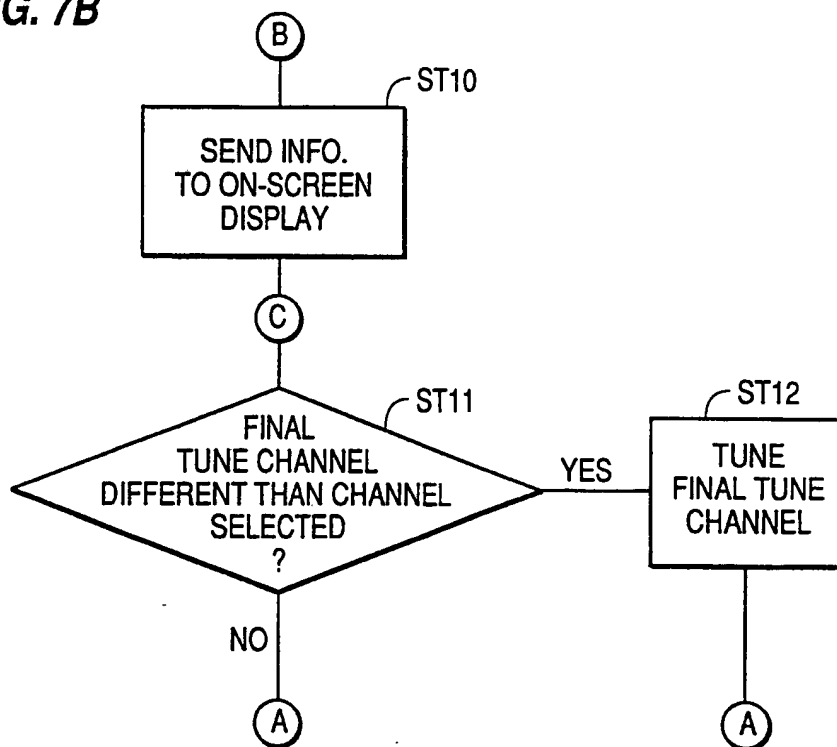 G. 7B
B
ST10
SEND INFO.
TO ON-SCREEN
DISPLAY
C
ST11
FINAL
TUNE CHANNEL
DIFFERENT THAN CHANNEL
SELECTED
?
YES
ST12
TUNE
FINAL TUNE
CHANNEL
NO
A
A